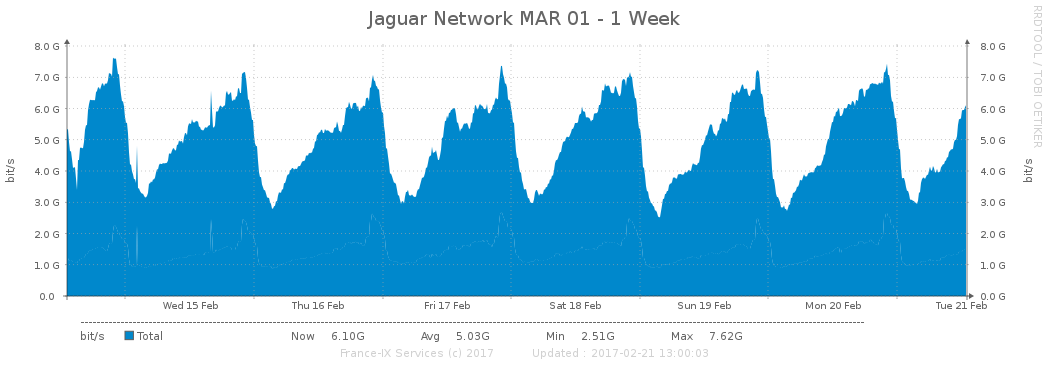 Jaguar Network MAR 01 - 1 Week
RRDTOOL / TOBI OETIKER
bit/s
8.0 G
7.0 G
6.0 G
5.0 G
4.0 G
3.0 G
2.0 G
1.0 G
0.0
8.0 G
7.0 G
6.0 G
5.0 G
4.0 G
3.0 G
2.0 G
1.0 G
0.0 G
bit/s
Wed 15 Feb Thu 16 Feb Fri 17 Feb Sat 18 Feb Sun 19 Feb Mon 20 Feb Tue 21 Feb
bit/s Total Now 6.10G Avg 5.03G Min 2.51G Max 7.62G
France-IX Services (c) 2017 Updated : 2017-02-21 13:00:03